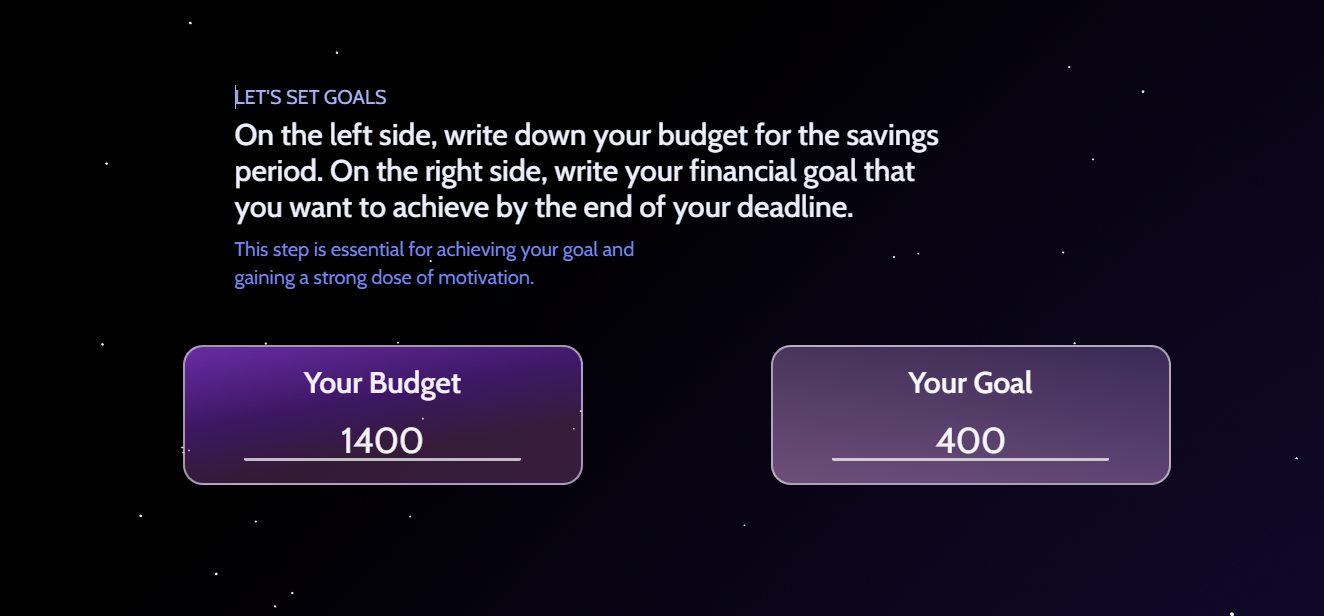 LET'S SET GOALS
On the left side, write down your budget for the savings
period. On the right side, write your financial goal that
you want to achieve by the end of your deadline.
This step is essential for achieving your goal and
gaining a strong dose of motivation.
Your Budget
1400
Your Goal
400